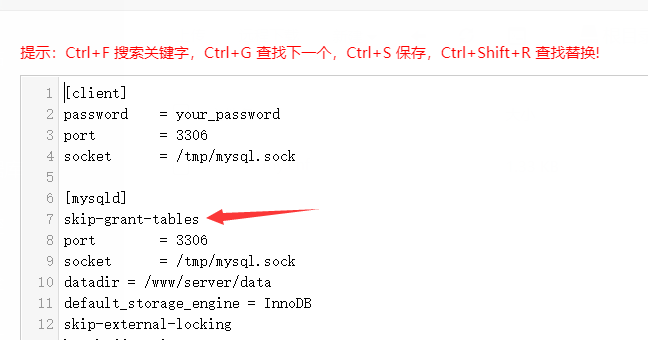 提示：Ctrl+F 搜索关键字，Ctrl+G 查找下一个，Ctrl+S 保存，Ctrl+Shift+R 查找替换!
1 [client]
2 password    = your_password
3 port        = 3306
4 socket      = /tmp/mysql.sock
5
6 [mysqld]
7 skip-grant-tables
8 port        = 3306
9 socket      = /tmp/mysql.sock
10 datadir = /www/server/data
11 default_storage_engine = InnoDB
12 skip-external-locking